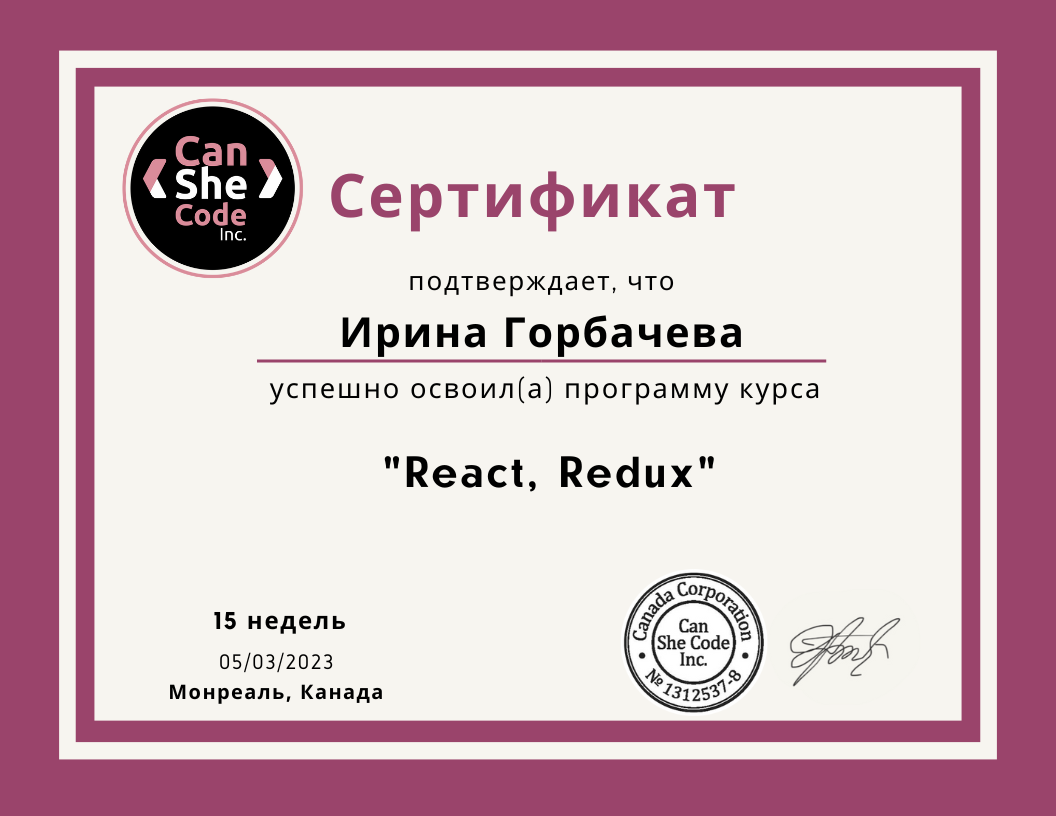 Can
She
Code
Inc.
Сертификат
подтверждает, что
Ирина Горбачева
успешно освоил(а) программу курса
"React, Redux"
15 недель
05/03/2023
Монреаль, Канада
Canada Corporation
Can
She Code
Inc.
№ 1312537-8